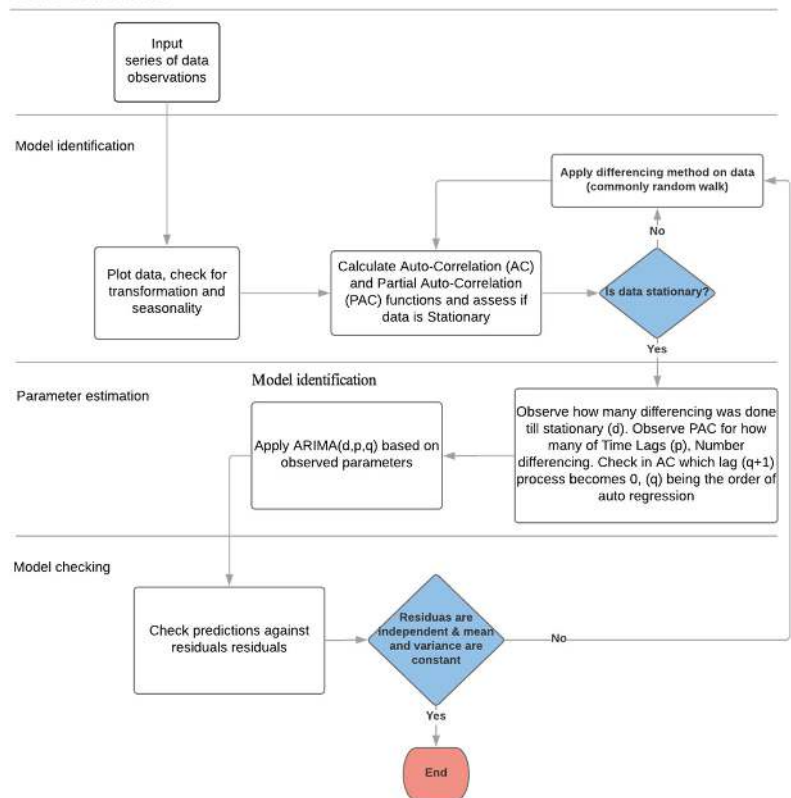 Input
series of data
observations
Model identification
Apply differencing method on data
(commonly random walk)
No
Plot data, check for
transformation and
seasonality
Calculate Auto-Correlation (AC)
and Partial Auto-Correlation
(PAC) functions and assess if
data is Stationary
Is data stationary?
Yes
Parameter estimation
Model identification
Apply ARIMA(d,p,q) based on
observed parameters
Observe how many differencing was done
till stationary (d). Observe PAC for how
many of Time Lags (p), Number
differencing. Check in AC which lag (q+1)
process becomes 0, (q) being the order of
auto regression
Model checking
Check predictions against
residuals residuals
Residuas are
independent & mean
and variance are
constant
No
Yes
End